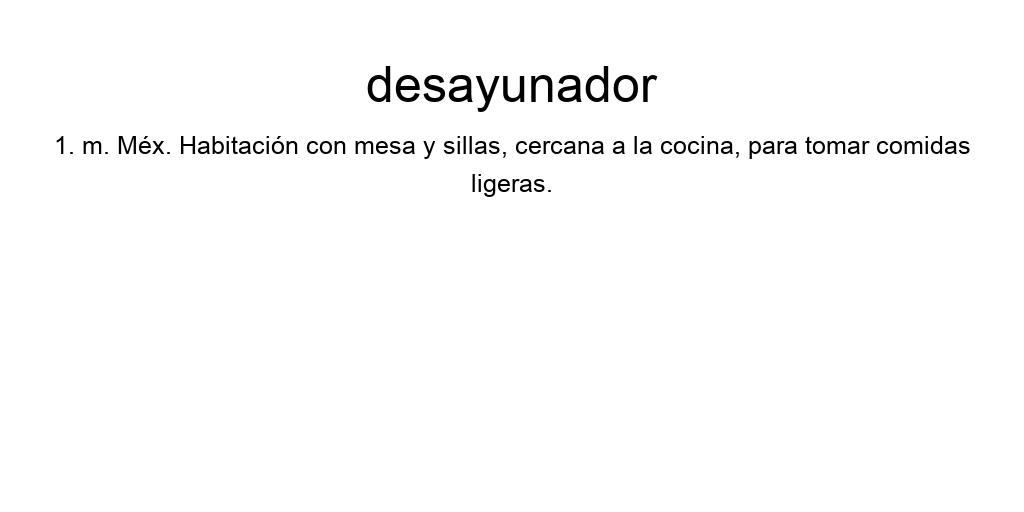 desayunador
1. m. Méx. Habitación con mesa y sillas, cercana a la cocina, para tomar comidas
ligeras.